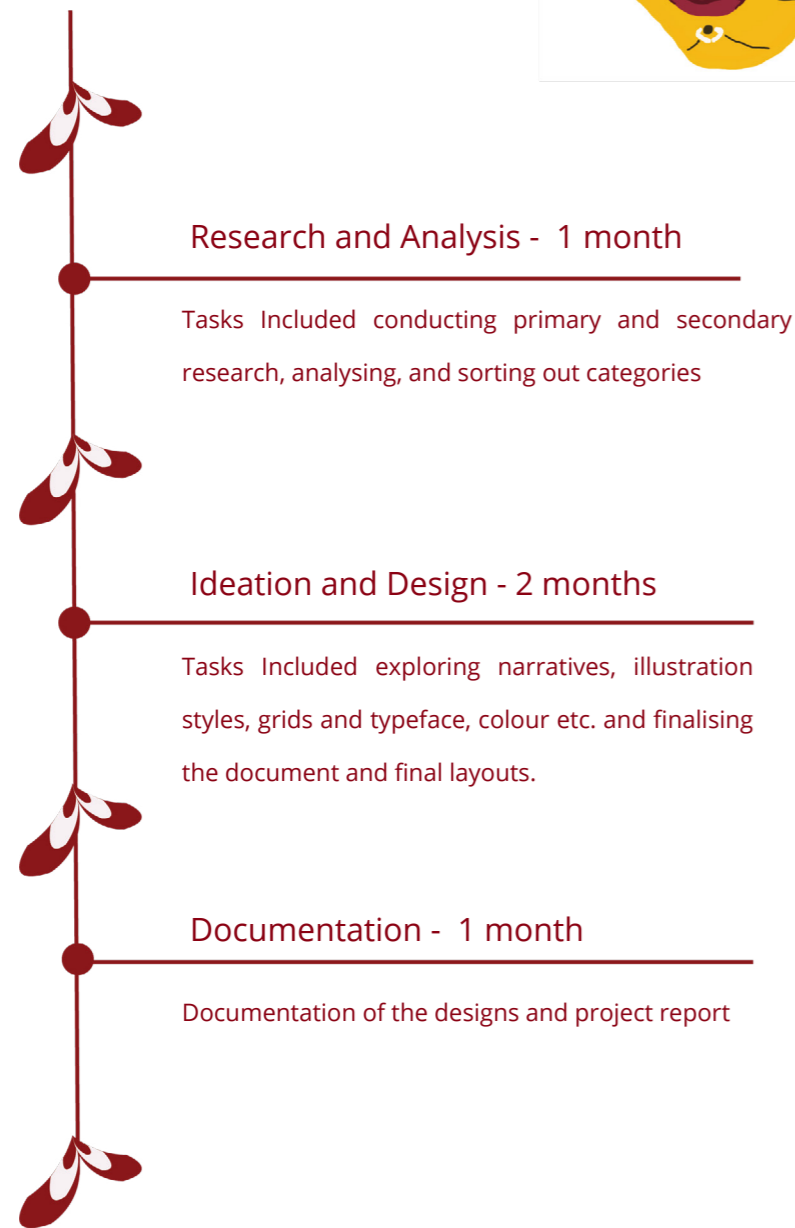 Research and Analysis - 1 month
Tasks Included conducting primary and secondary
research, analysing, and sorting out categories
Ideation and Design - 2 months
Tasks Included exploring narratives, illustration
styles, grids and typeface, colour etc. and finalising
the document and final layouts.
Documentation - 1 month
Documentation of the designs and project report